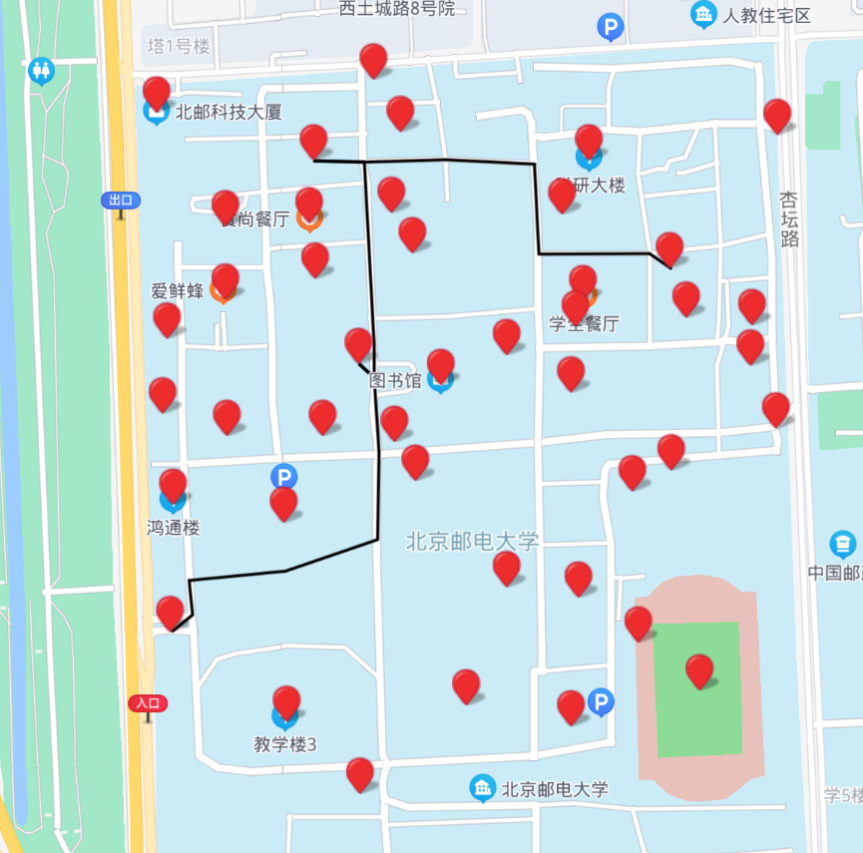 西土城路8号院
人教住宅区
塔1号楼
P
北邮科技大厦
出口
科研大楼
尚餐厅
杏坛路
爱鲜蜂
学生餐厅
图书馆
P
鸿通楼
北京邮电大学
中国邮
入口
P
教学楼3
北京邮电大学
学5楼